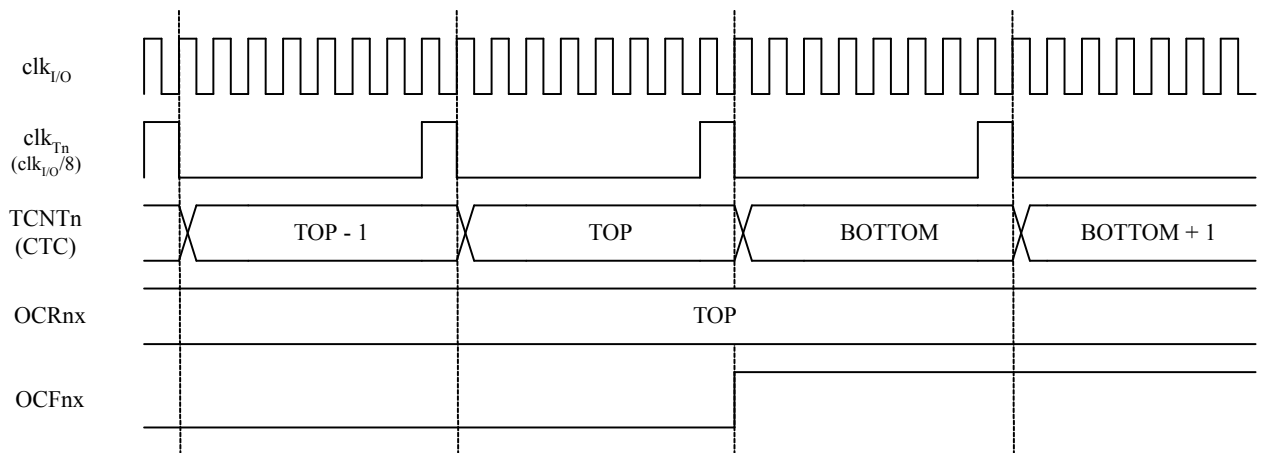 clkI/O
clkTn
(clkI/O/8)
TCNTn
(CTC)
TOP - 1
TOP
BOTTOM
BOTTOM + 1
OCRnx
TOP
OCFnx